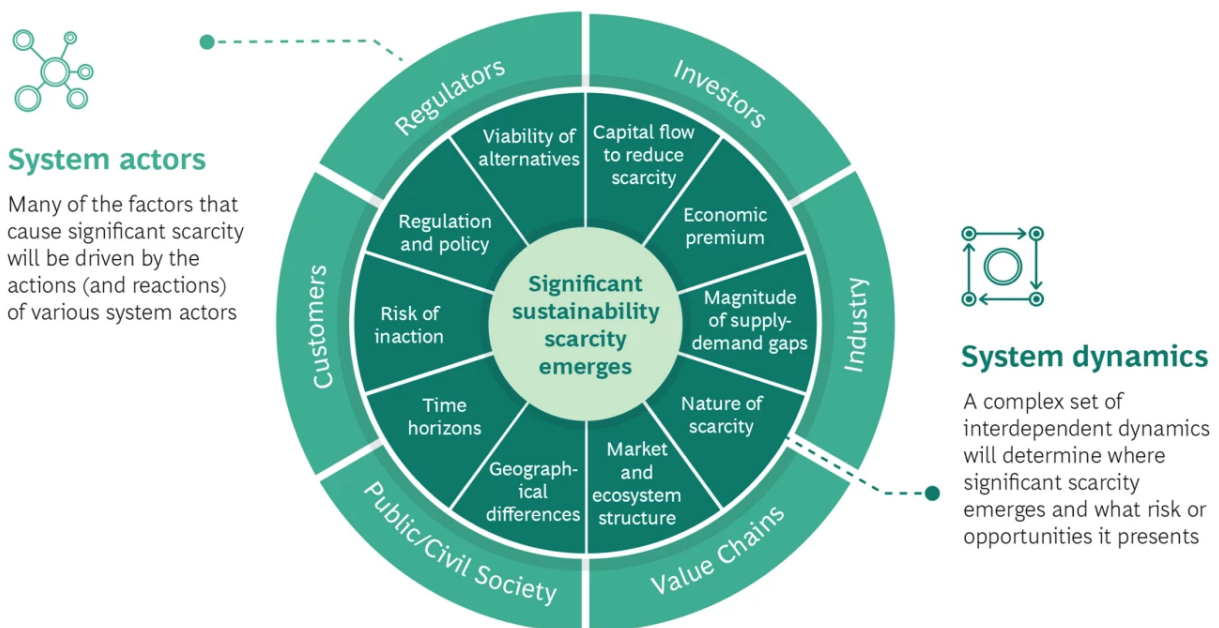 System actors
Many of the factors that
cause significant scarcity
will be driven by the
actions (and reactions)
of various system actors
Regulators
Investors
Industry
Value Chains
Public/Civil Society
Customers
Viability of
alternatives
Capital flow
to reduce
scarcity
Economic
premium
Magnitude
of supply-
demand gaps
Nature of
scarcity
Market
and
ecosystem
structure
Geograph-
ical
differences
Time
horizons
Risk of
inaction
Regulation
and policy
Significant
sustainability
scarcity
emerges
System dynamics
A complex set of
interdependent dynamics
will determine where
significant scarcity
emerges and what risk or
opportunities it presents